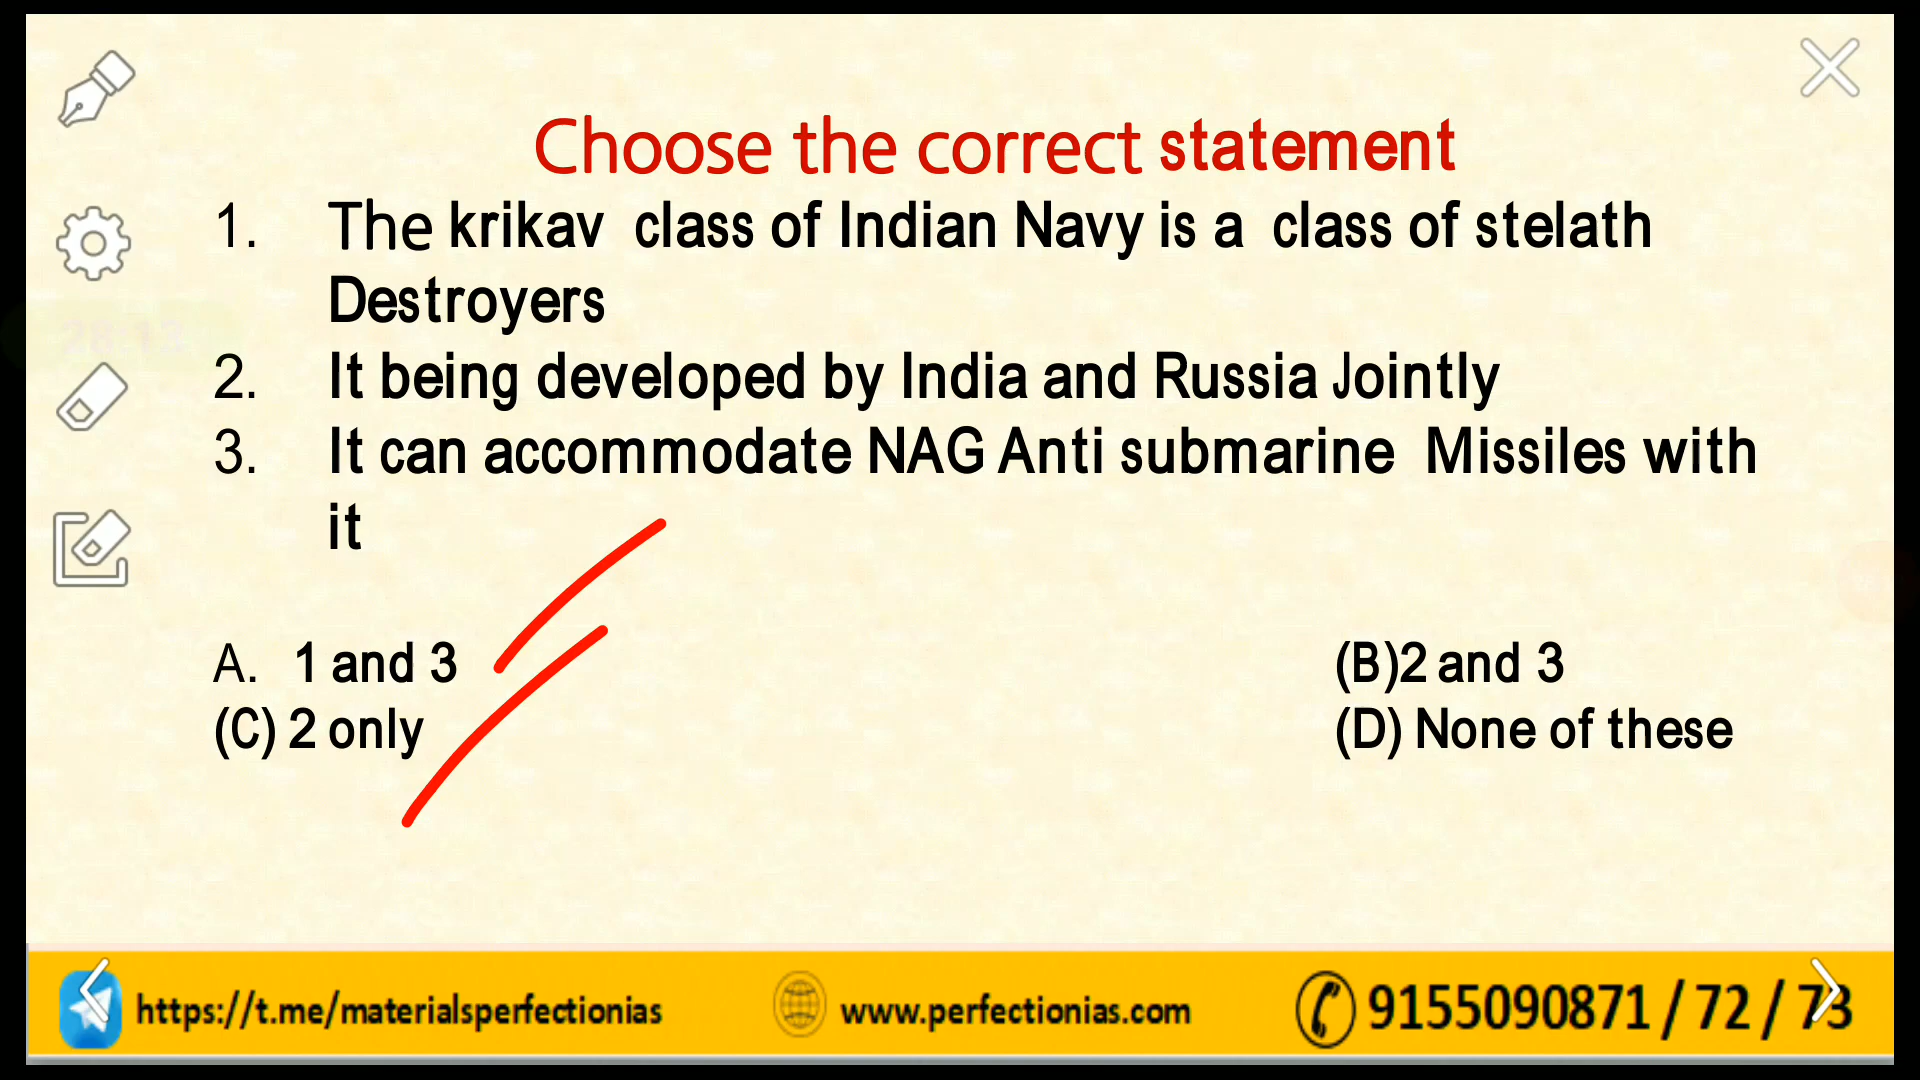 Choose the correct statement
1. The krikav class of Indian Navy is a class of stelath
Destroyers
2. It being developed by India and Russia Jointly
3. It can accommodate NAG Anti submarine Missiles with
it
A. 1 and 3 (B)2 and 3
(C) 2 only (D) None of these
https://t.me/materialsperfectionias www.perfectionias.com 9155090871 / 72 / 73